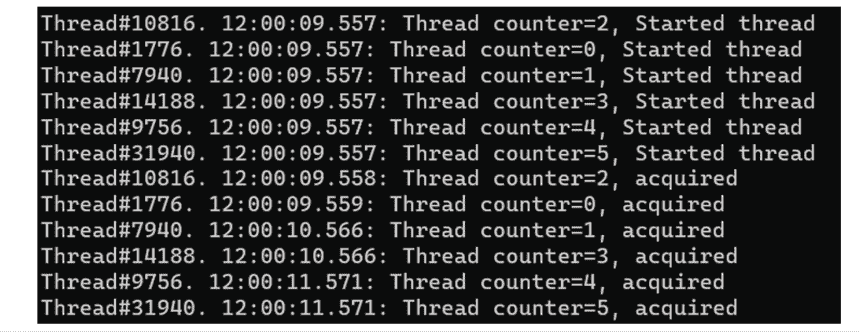 Thread#10816. 12:00:09.557: Thread counter=2, Started thread
Thread#1776. 12:00:09.557: Thread counter=0, Started thread
Thread#7940. 12:00:09.557: Thread counter=1, Started thread
Thread#14188. 12:00:09.557: Thread counter=3, Started thread
Thread#9756. 12:00:09.557: Thread counter=4, Started thread
Thread#31940. 12:00:09.557: Thread counter=5, Started thread
Thread#10816. 12:00:09.558: Thread counter=2, acquired
Thread#1776. 12:00:09.559: Thread counter=0, acquired
Thread#7940. 12:00:10.566: Thread counter=1, acquired
Thread#14188. 12:00:10.566: Thread counter=3, acquired
Thread#9756. 12:00:11.571: Thread counter=4, acquired
Thread#31940. 12:00:11.571: Thread counter=5, acquired